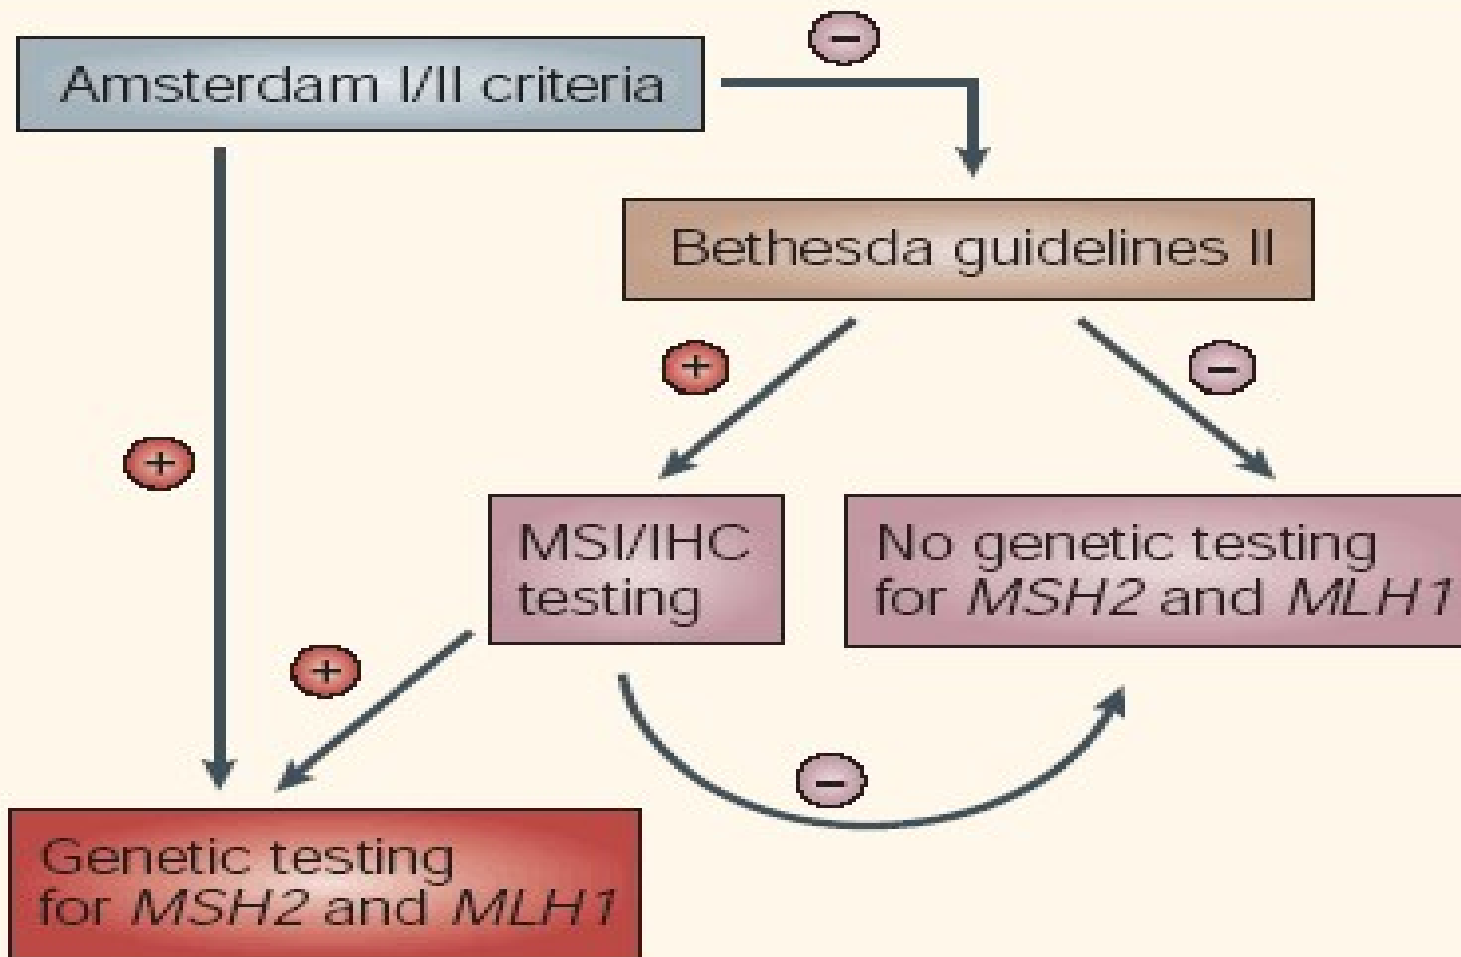 −
Amsterdam I/II criteria
Bethesda guidelines II
+
−
+
MSI/IHC
testing
No genetic testing
for MSH2 and MLH1
+
−
Genetic testing
for MSH2 and MLH1